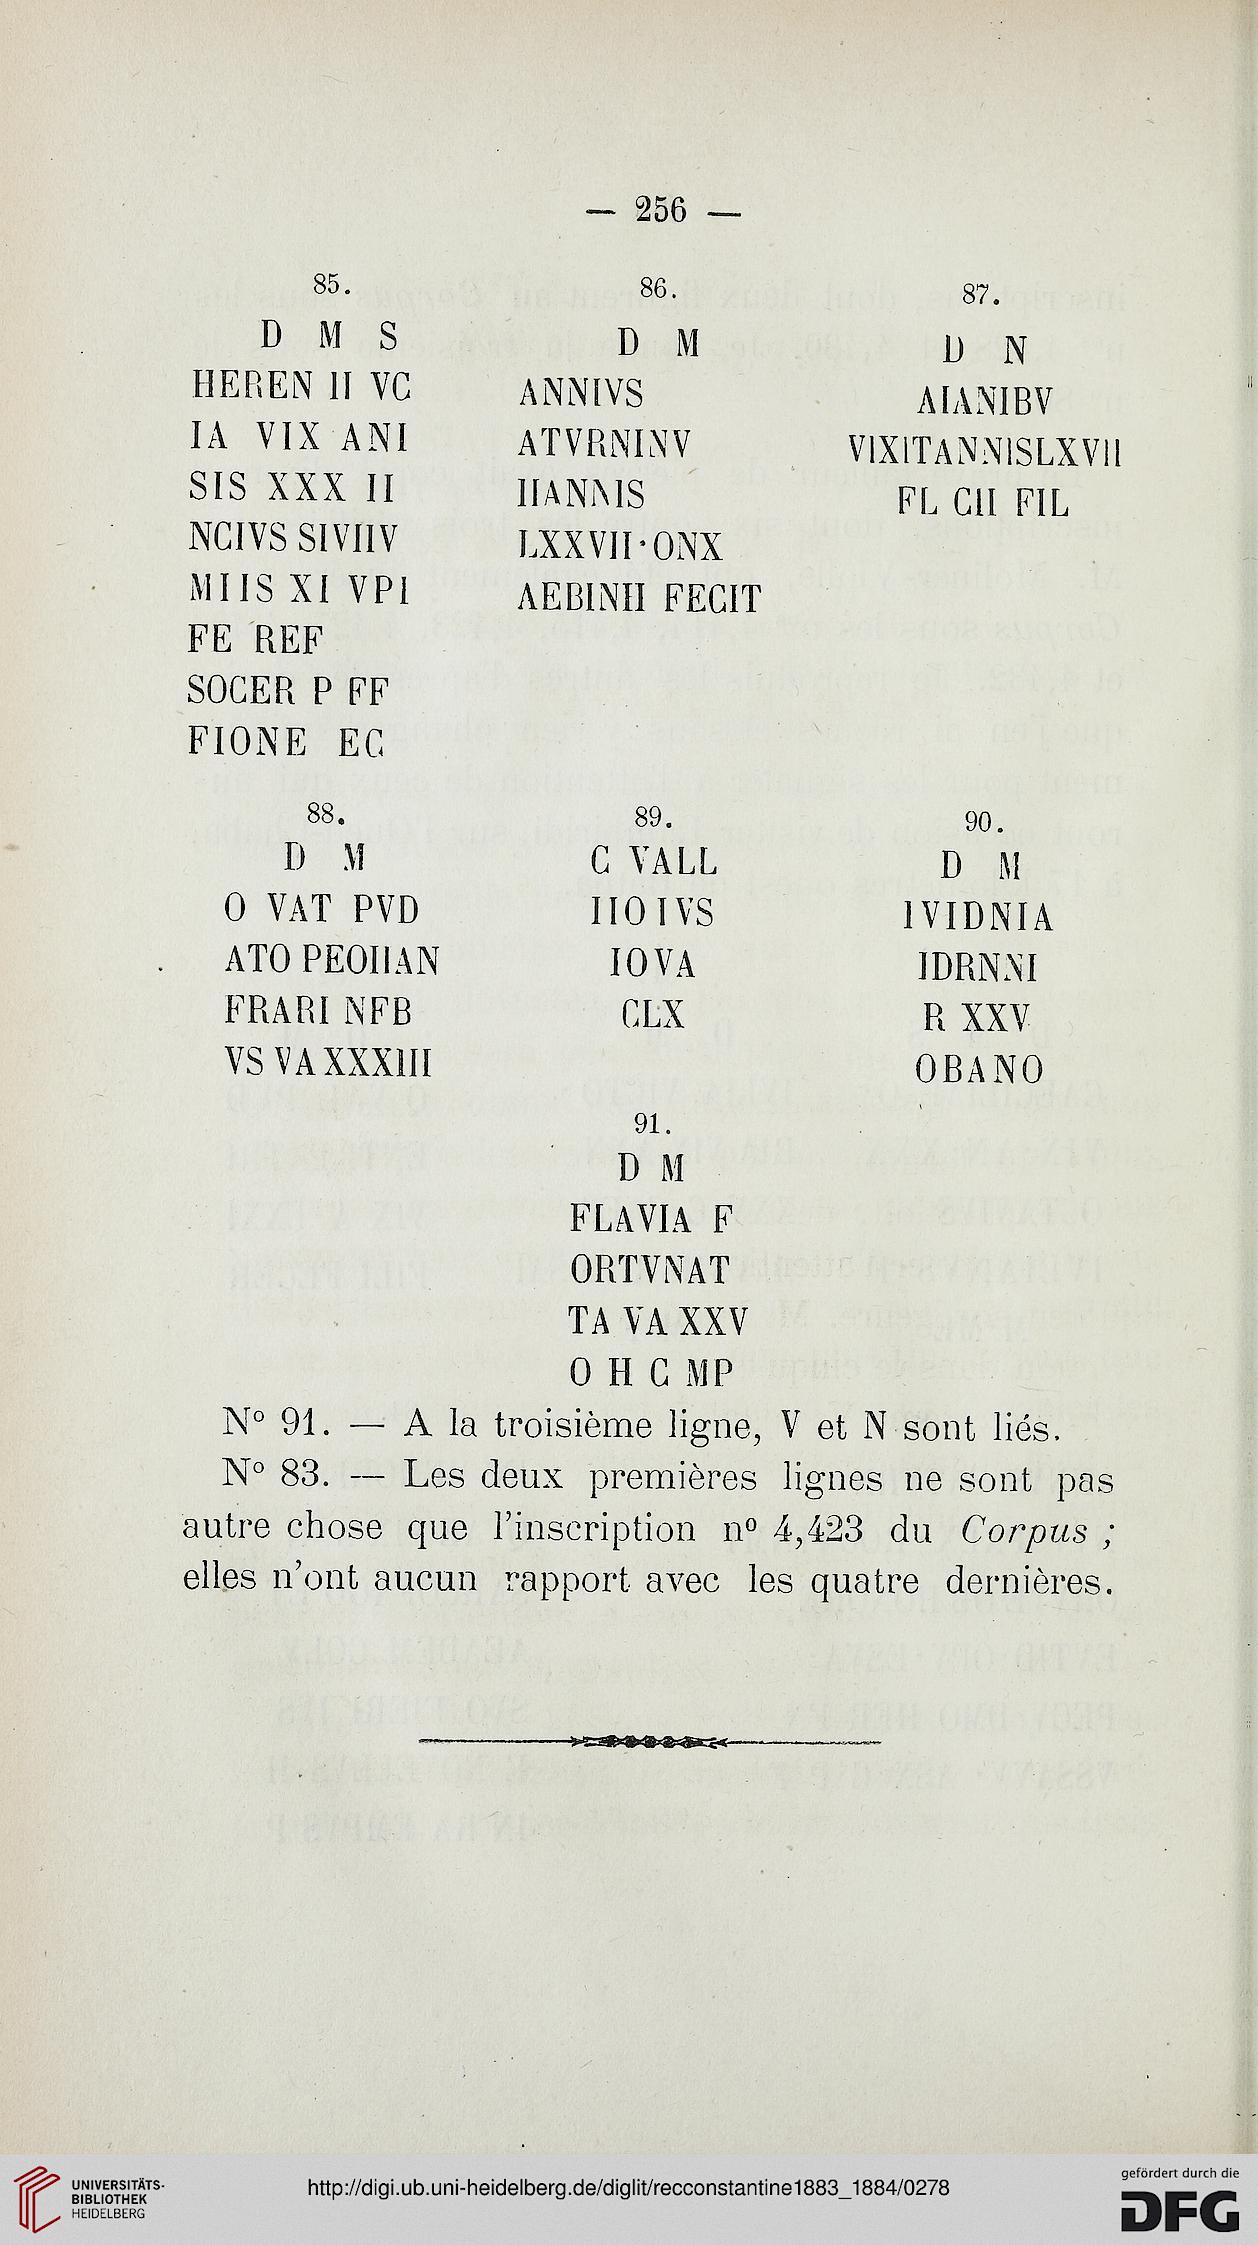 — 256 —
85.
D M S
HEREN II VC
IA VIX ANI
SIS XXX II
NCIVS SIVIIV
MIIS XI VPI
FE REF
SOCER P FF
FIONE EC
86.
D M
ANNIVS
ATVRNINV
IIANNIS
LXXVII·ONX
AEBINII FECIT
87.
D N
AIANIBV
VIXITANNISLXVII
FL CII FIL
88.
D M
O VAT PVD
ATO PEOIIAN
FRARI NFB
VS VA XXXIII
89.
C VALL
IIOIVS
IOVA
CLX
90.
D M
IVIDNIA
IDRNNI
R XXV
OBANO
91.
D M
FLAVIA F
ORTVNAT
TA VA XXV
O H C MP
N° 91. — A la troisième ligne, V et N sont liés.
N° 83. — Les deux premières lignes ne sont pas
autre chose que l'inscription n° 4,423 du Corpus ;
elles n'ont aucun rapport avec les quatre dernières.
UNIVERSITÄTS-
BIBLIOTHEK
HEIDELBERG
http://digi.ub.uni-heidelberg.de/diglit/recconstantine1883_1884/0278
gefördert durch die
DFG